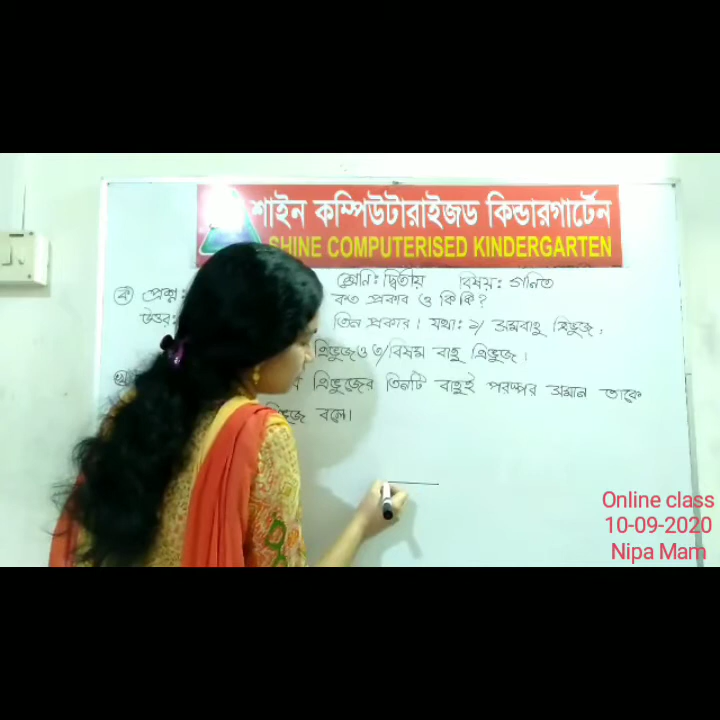 শাইন কম্পিউটারাইজড কিন্ডারগার্টেন
SHINE COMPUTERISED KINDERGARTEN
শ্রেনি: দ্বিতীয় বিষয়: গনিত
ক প্রশ্ন: কত প্রকার ও কি কি?
উত্তর: তিন প্রকার। যথা: ১/ সমবাহু ত্রিভুজ,
ত্রিভুজ ও ৩/ বিষম বাহু ত্রিভুজ।
খ ত্রিভুজের তিনটি বাহুই পরস্পর সমান তাকে
বলে।
Online class
10-09-2020
Nipa Mam